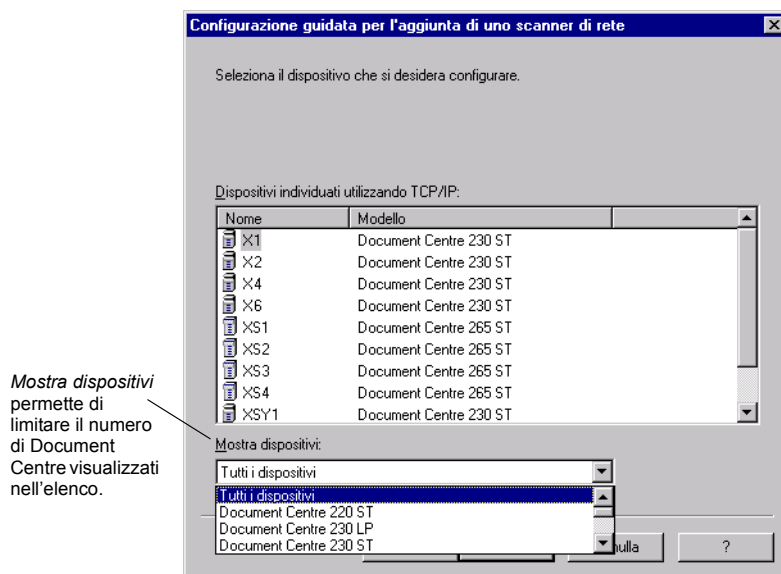 Configurazione guidata per l'aggiunta di uno scanner di rete
Seleziona il dispositivo che si desidera configurare.
Dispositivi individuati utilizzando TCP/IP:
Nome Modello
X1 Document Centre 230 ST
X2 Document Centre 230 ST
X4 Document Centre 230 ST
X6 Document Centre 230 ST
XS1 Document Centre 265 ST
XS2 Document Centre 265 ST
XS3 Document Centre 265 ST
XS4 Document Centre 265 ST
XSY1 Document Centre 230 ST
Mostra dispositivi
permette di
limitare il numero
di Document
Centre visualizzati
nell'elenco.
Mostra dispositivi:
Tutti i dispositivi
Tutti i dispositivi
Document Centre 220 ST
Document Centre 230 LP
Document Centre 230 ST
nulla
?